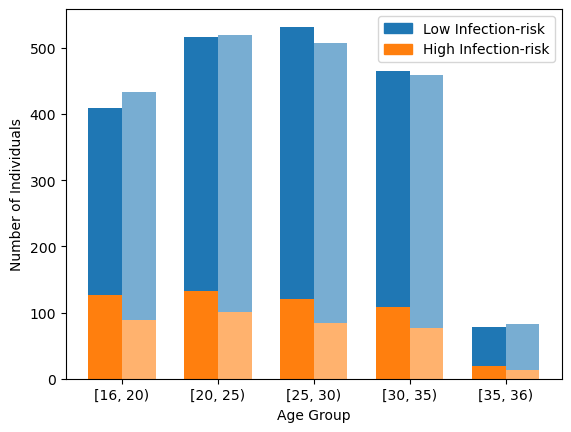 Low Infection-risk
High Infection-risk
Number of Individuals
500
400
300
200
100
0
[16, 20)
[20, 25)
[25, 30)
[30, 35)
[35, 36)
Age Group